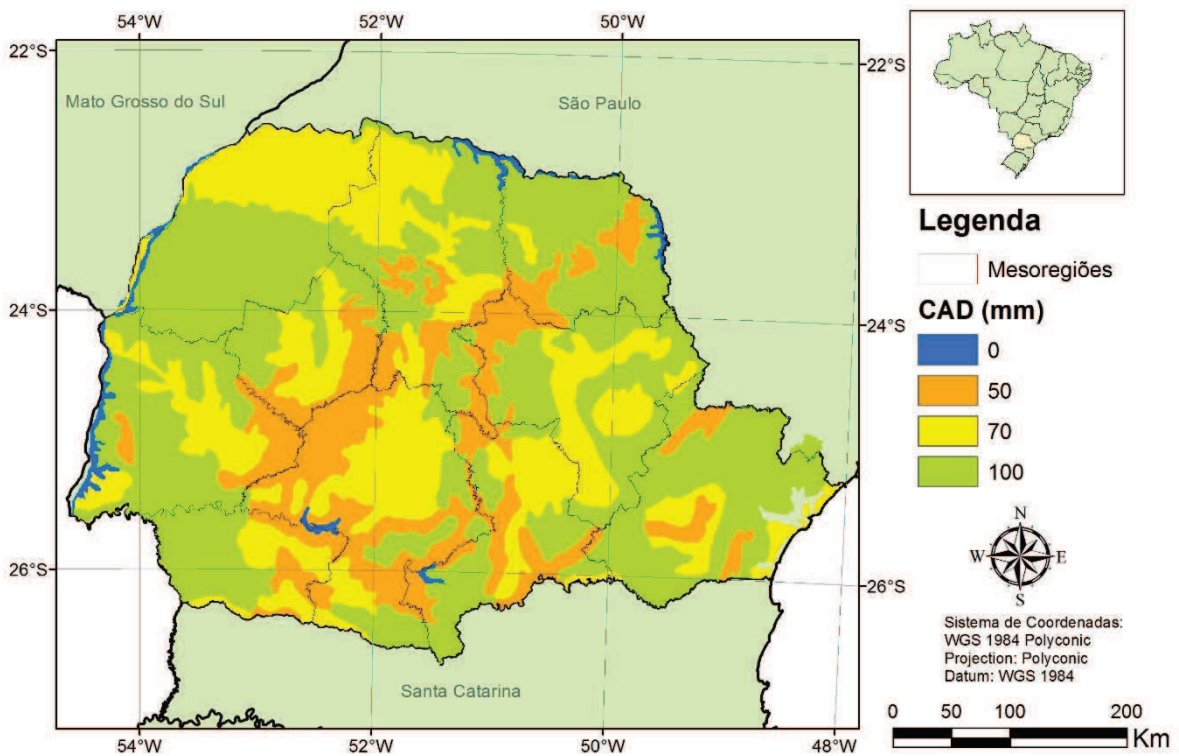 54°W
52°W
50°W
22°S
22°S
Mato Grosso do Sul
São Paulo
Legenda
Mesoregiões
24°S
24°S
CAD (mm)
0
50
70
100
N
W
E
S
26°S
26°S
Sistema de Coordenadas:
WGS 1984 Polyconic
Projection: Polyconic
Datum: WGS 1984
Santa Catarina
0
50
100
200
Km
54°W
52°W
50°W
48°W